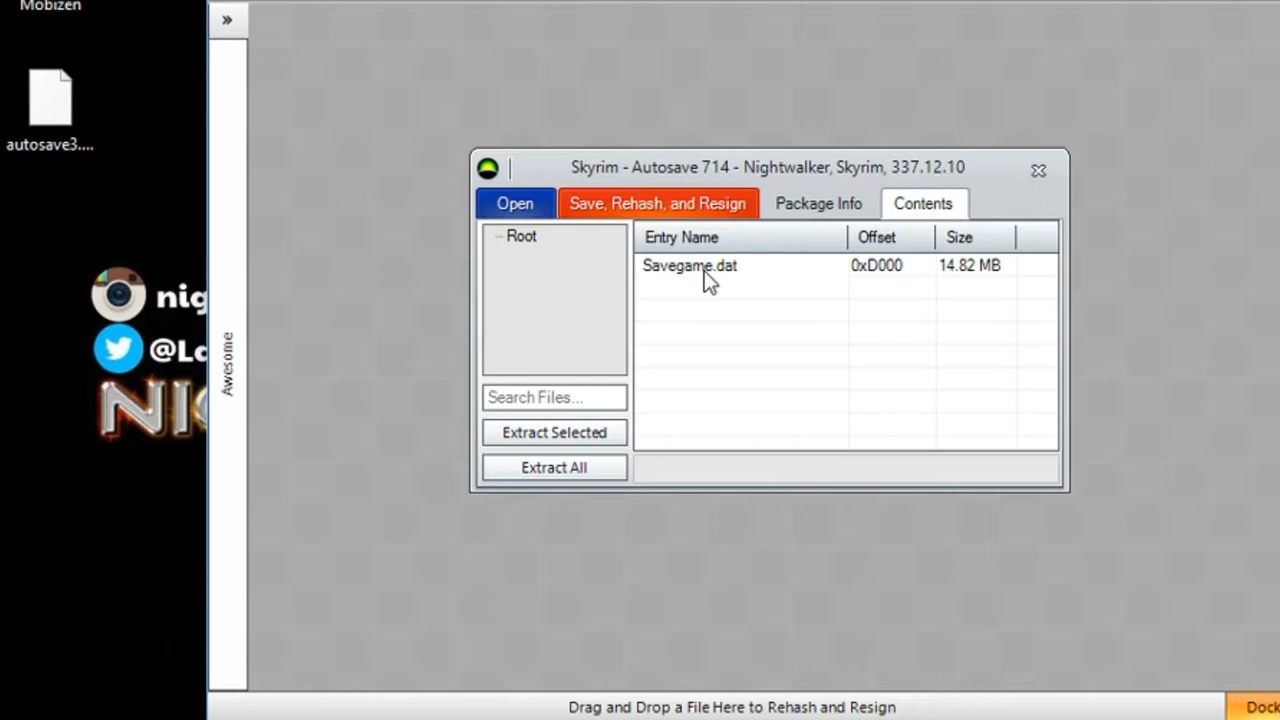 Mobizen
»
autosave3....
Skyrim - Autosave 714 - Nightwalker, Skyrim, 337.12.10
Open
Save, Rehash, and Resign
Package Info
Contents
Root
Entry Name
Offset
Size
Savegame.dat
0xD000
14.82 MB
nig
@Lo
NIG
Awesome
Search Files...
Extract Selected
Extract All
Drag and Drop a File Here to Rehash and Resign
Dock